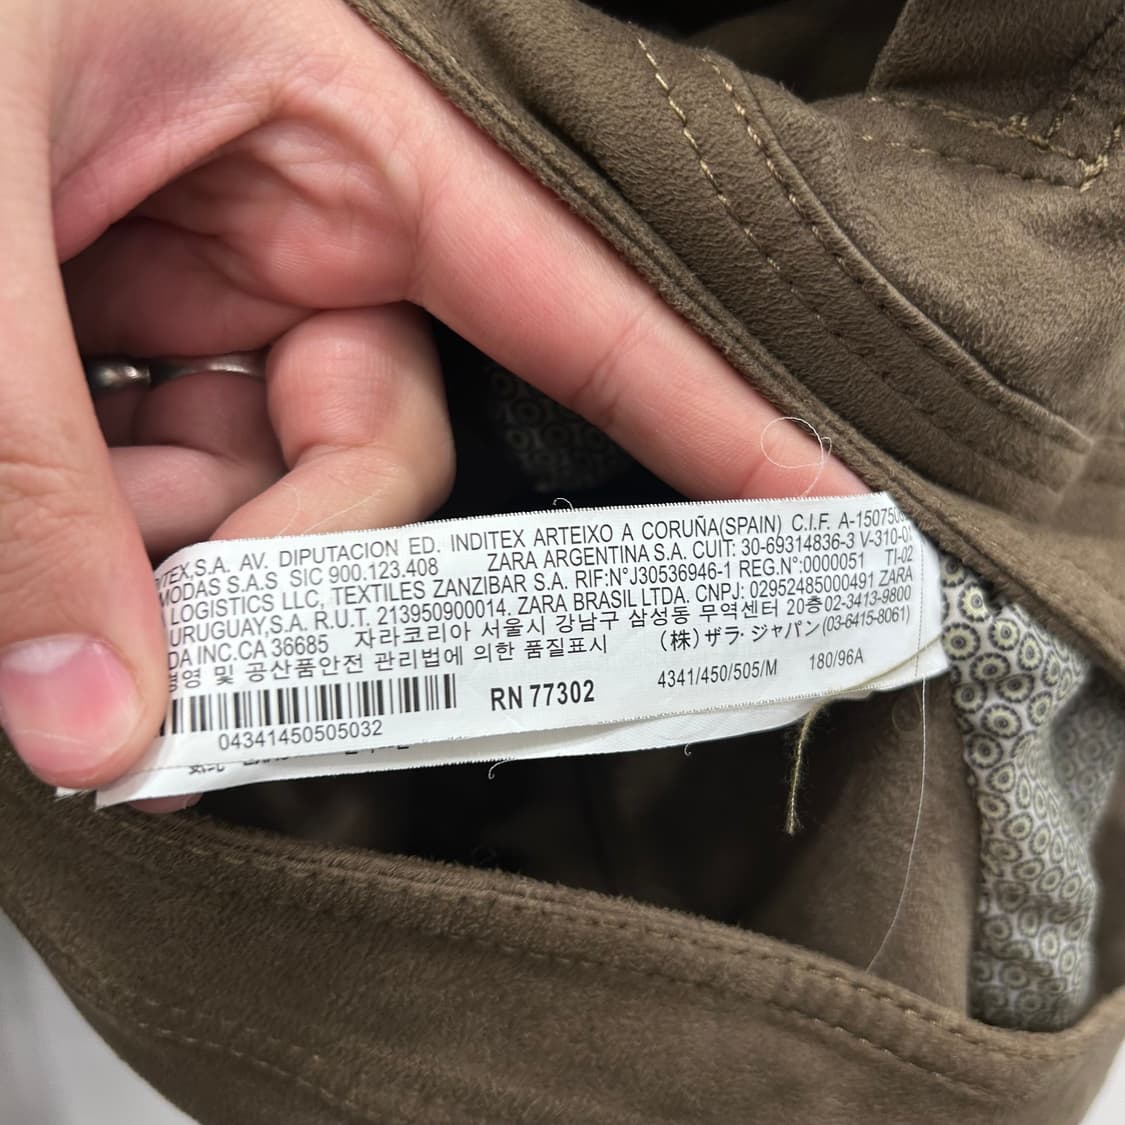 S.A. AV. DIPUTACION ED. INDITEX ARTEIXO A CORUÑA(SPAIN) C.I.F. A-150750
MODAS S.A.S SIC 900.123.408 ZARA ARGENTINA S.A. CUIT: 30-69314836-3 V-310-0
LOGISTICS LLC, TEXTILES ZANZIBAR S.A. RIF:N°J30536946-1 REG.N°:0000051 TI-02
URUGUAY,S.A. R.U.T. 213950900014. ZARA BRASIL LTDA. CNPJ: 02952485000491 ZARA
DA INC.CA 36685 자라코리아 서울시 강남구 삼성동 무역센터 20층 02-3413-9800
및 공산품안전 관리법에 의한 품질표시 (株) ザラ・ジャパン (03-6415-8061)
RN 77302 4341/450/505/M 180/96A
04341450505032